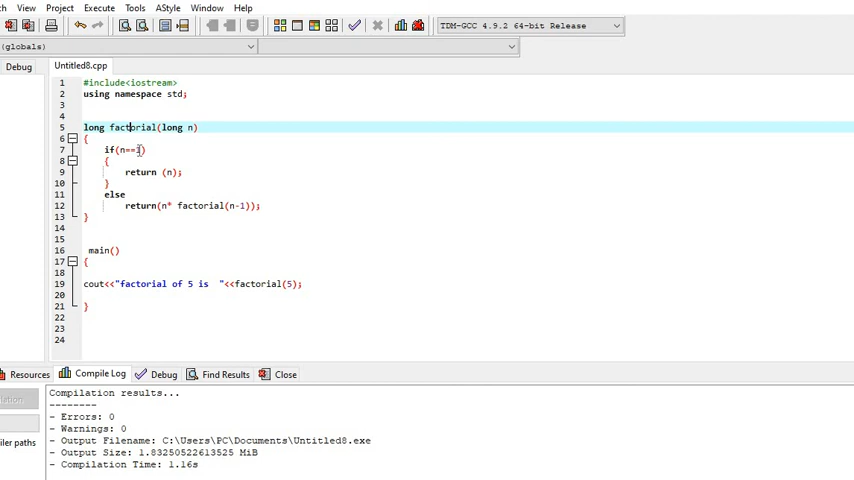 ch View Project Execute Tools AStyle Window Help
TDM-GCC 4.9.2 64-bit Release
(globals)
Debug Untitled8.cpp
1 #include<iostream>
2 using namespace std;
3
4
5 long factorial(long n)
6 {
7 if(n==1)
8 {
9 return (n);
10 }
11 else
12 return(n* factorial(n-1));
13 }
14
15
16 main()
17 {
18
19 cout<<"factorial of 5 is  "<<factorial(5);
20
21 }
22
23
24
Resources Compile Log Debug Find Results Close
Compilation results...
--------
- Errors: 0
- Warnings: 0
- Output Filename: C:\Users\PC\Documents\Untitled8.exe
- Output Size: 1.83250522613525 MiB
- Compilation Time: 1.16s
iler paths